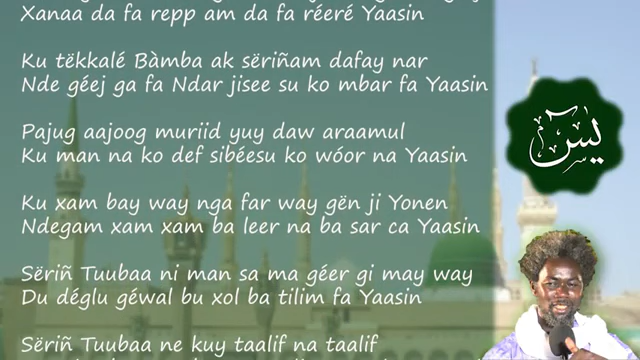 Xanaa da fa repp am da fa réeré Yaasin
Ku tëkkalé Bàmba ak sëriñam dafay nar
Nde géej ga fa Ndar jisee su ko mbar fa Yaasin
Pajug aajoog muriid yuy daw araamul
Ku man na ko def sibéesu ko wóor na Yaasin
Ku xam bay way nga far way gën ji Yonen
Ndegam xam xam ba leer na ba sar ca Yaasin
Sëriñ Tuubaa ni man sa ma géer gi may way
Du déglu géwal bu xol ba tilim fa Yaasin
Sëriñ Tuubaa ne kuy taalif na taalif
يس